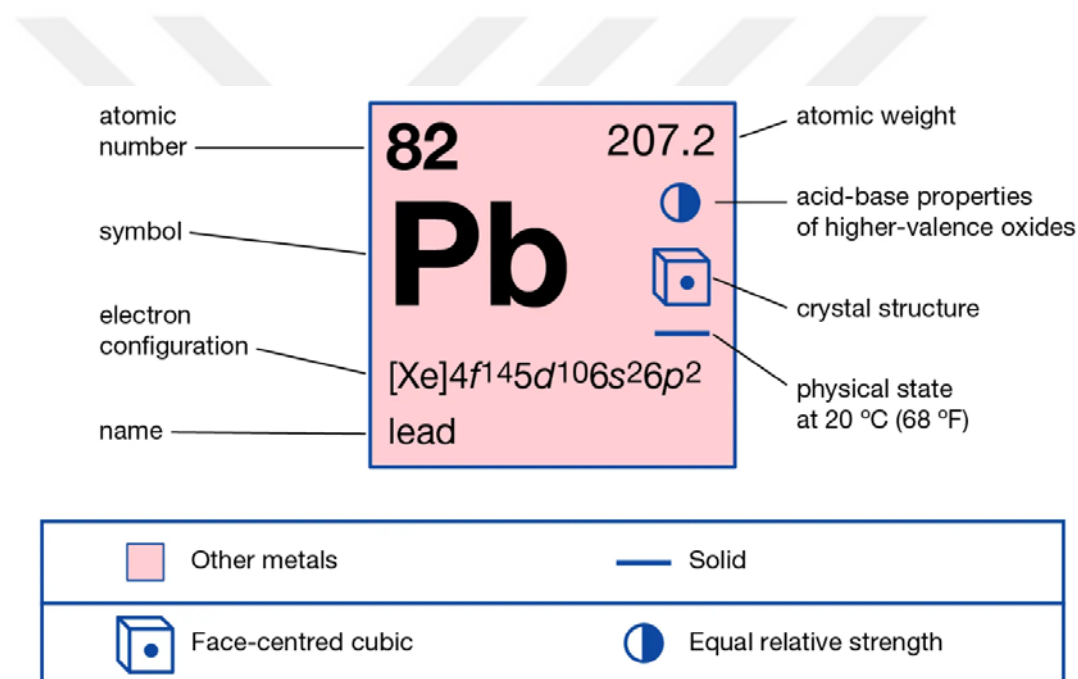 atomic
number
symbol
electron
configuration
name
82
207.2
Pb
[Xe]4f¹⁴5d¹⁰6s²6p²
lead
atomic weight
acid-base properties
of higher-valence oxides
crystal structure
physical state
at 20 ºC (68 ºF)
Other metals
Solid
Face-centred cubic
Equal relative strength